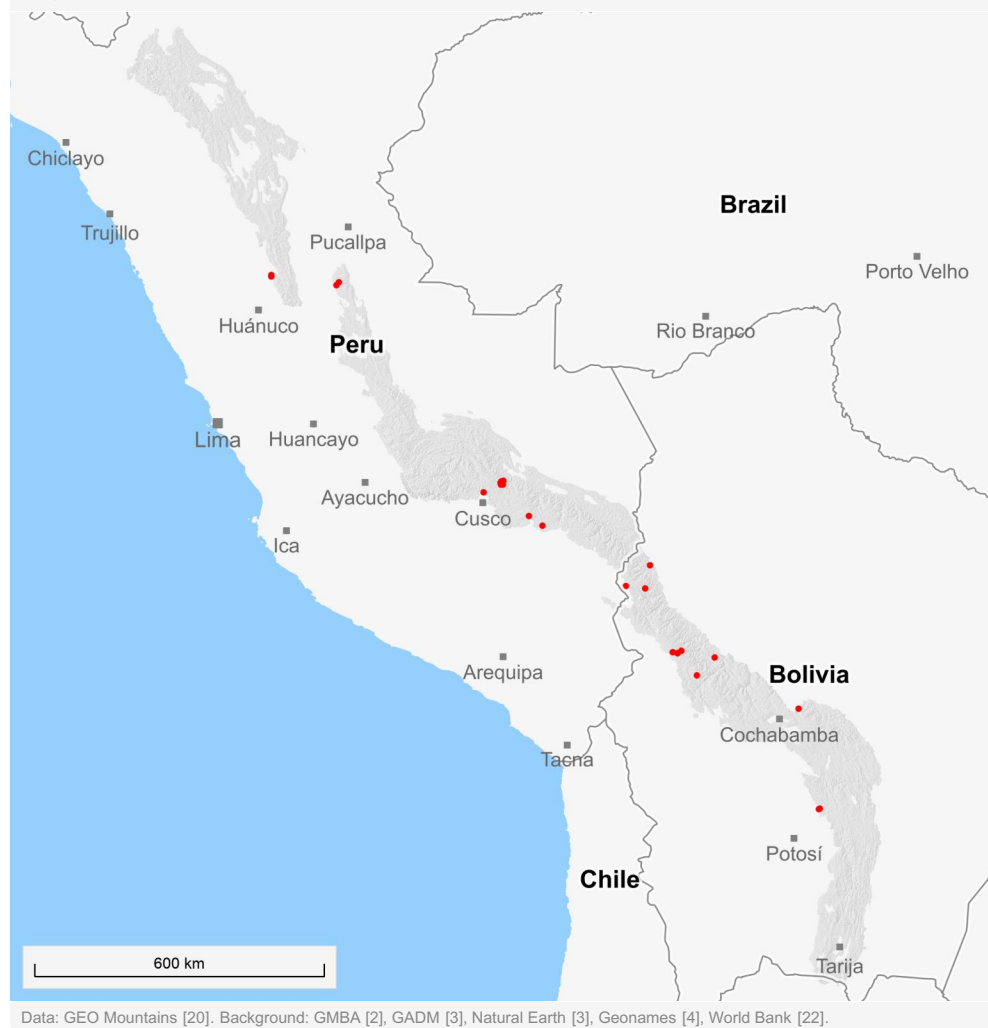 Chiclayo
Trujillo
Pucallpa
Brazil
Porto Velho
Huánuco
Peru
Rio Branco
Lima
Huancayo
Ayacucho
Cusco
Ica
Arequipa
Bolivia
Cochabamba
Tacna
Potosí
Chile
Tarija
600 km
Data: GEO Mountains [20]. Background: GMBA [2], GADM [3], Natural Earth [3], Geonames [4], World Bank [22].